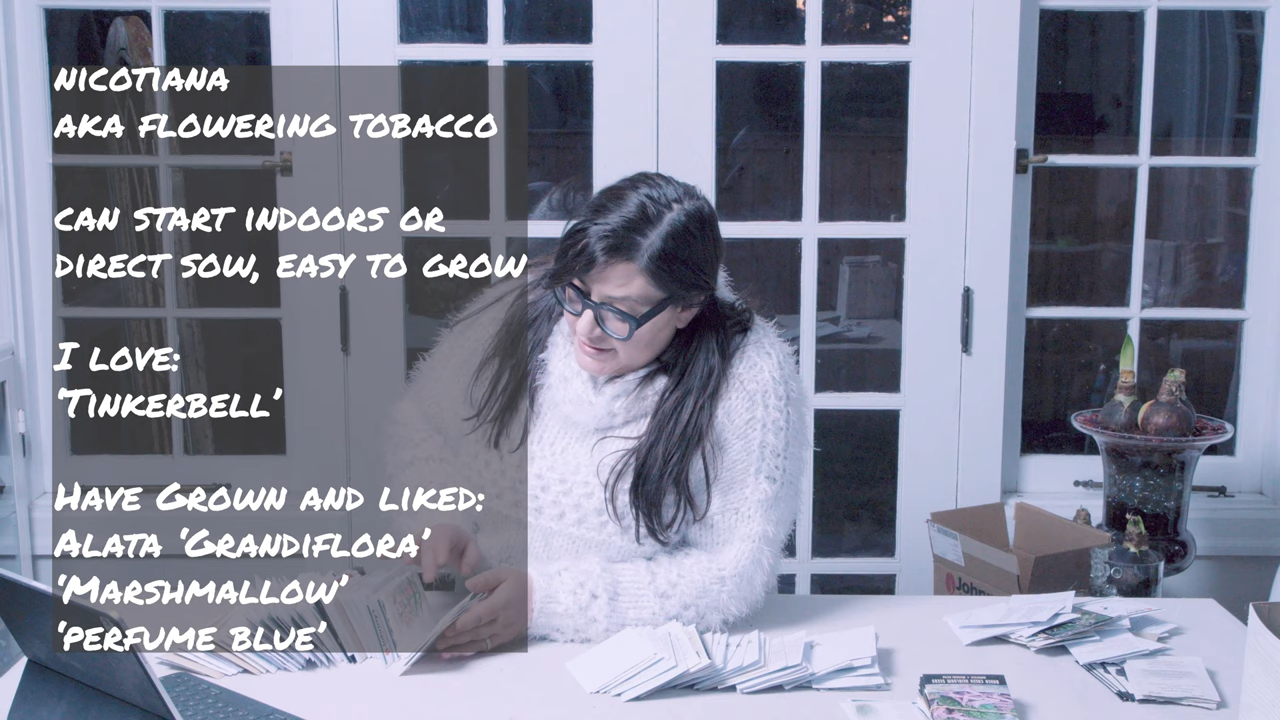 NICOTIANA
AKA FLOWERING TOBACCO
CAN START INDOORS OR
DIRECT SOW, EASY TO GROW
I LOVE:
'TINKERBELL'
HAVE GROWN AND LIKED:
ALATA 'GRANDIFLORA'
'MARSHMALLOW'
'PERFUME BLUE'
John